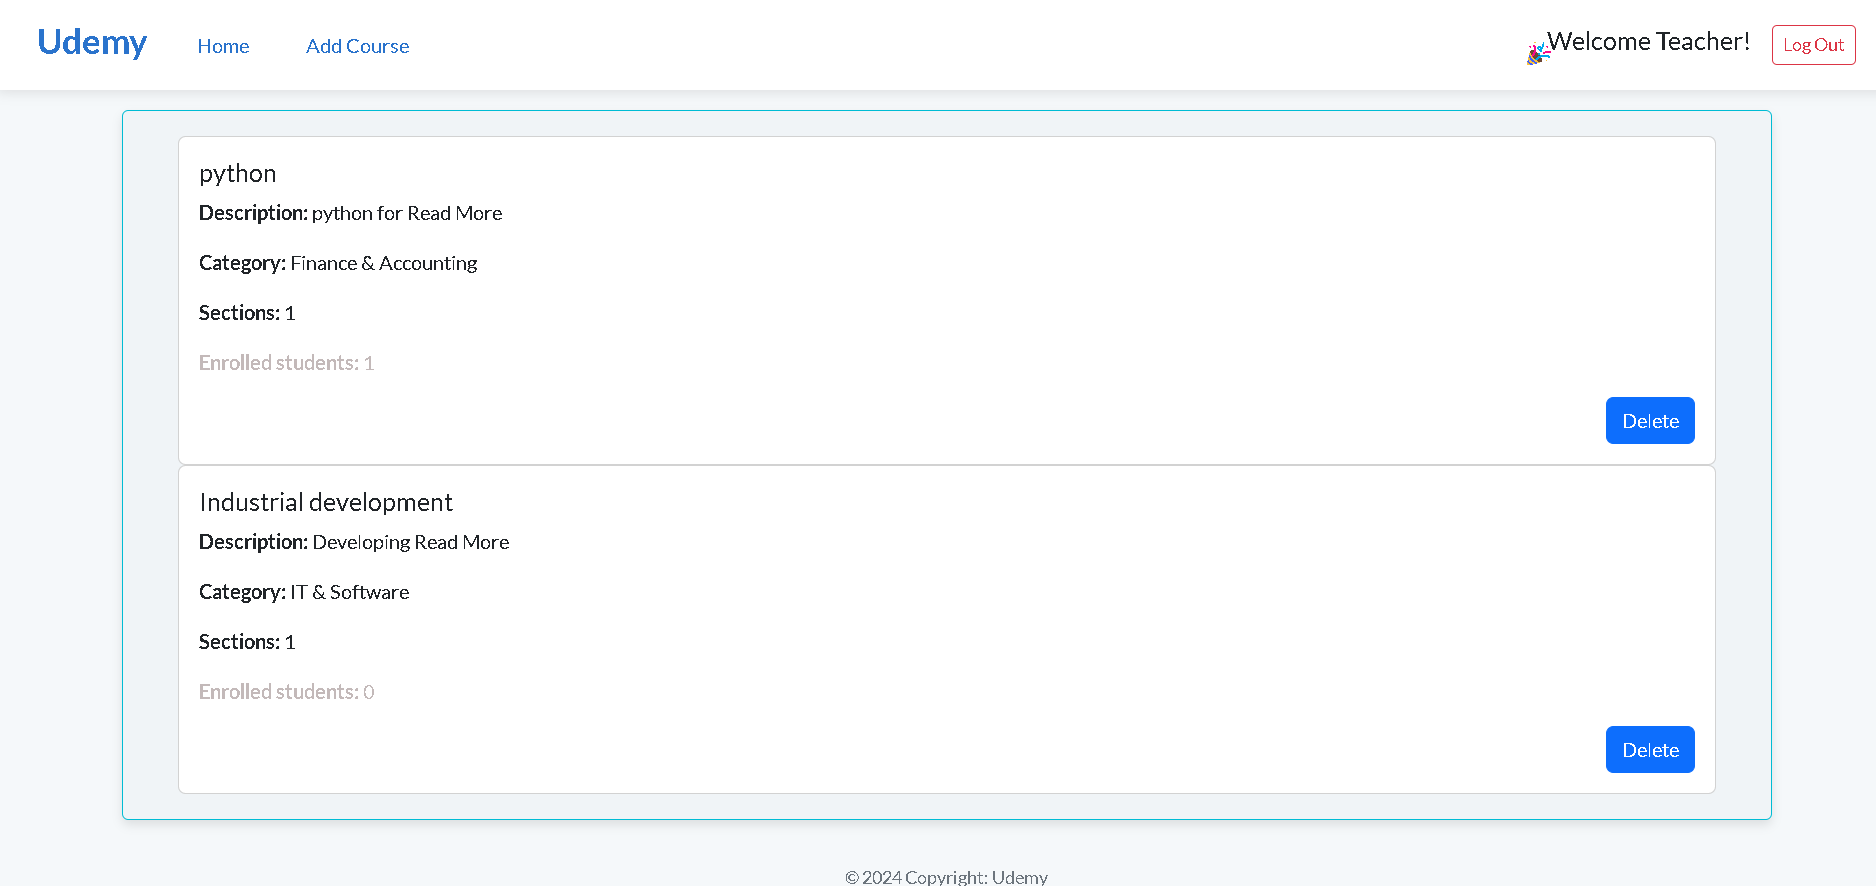 Udemy Home Add Course 🎉Welcome Teacher! Log Out
python
Description: python for Read More
Category: Finance & Accounting
Sections: 1
Enrolled students: 1
Delete
Industrial development
Description: Developing Read More
Category: IT & Software
Sections: 1
Enrolled students: 0
Delete
© 2024 Copyright: Udemy